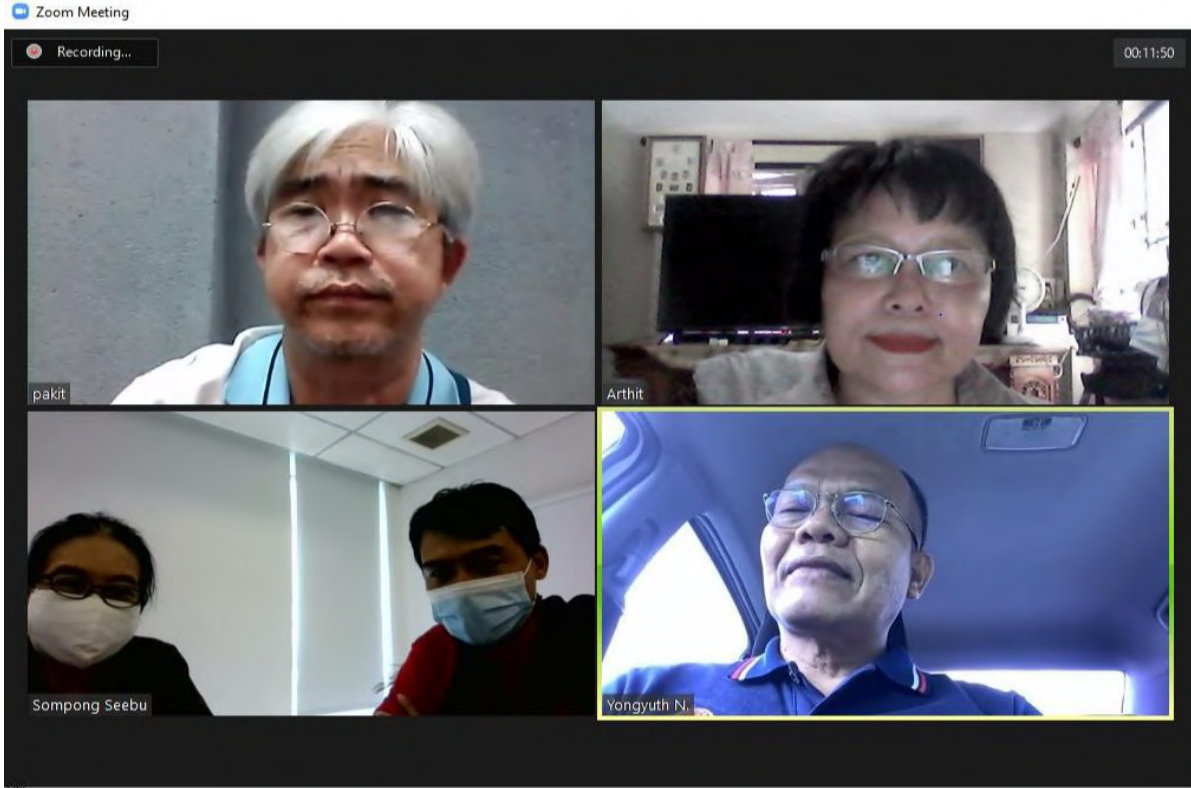 Zoom Meeting
Recording...
00:11:50
pakit
Arthit
Sompong Seebu
Yongyuth N.